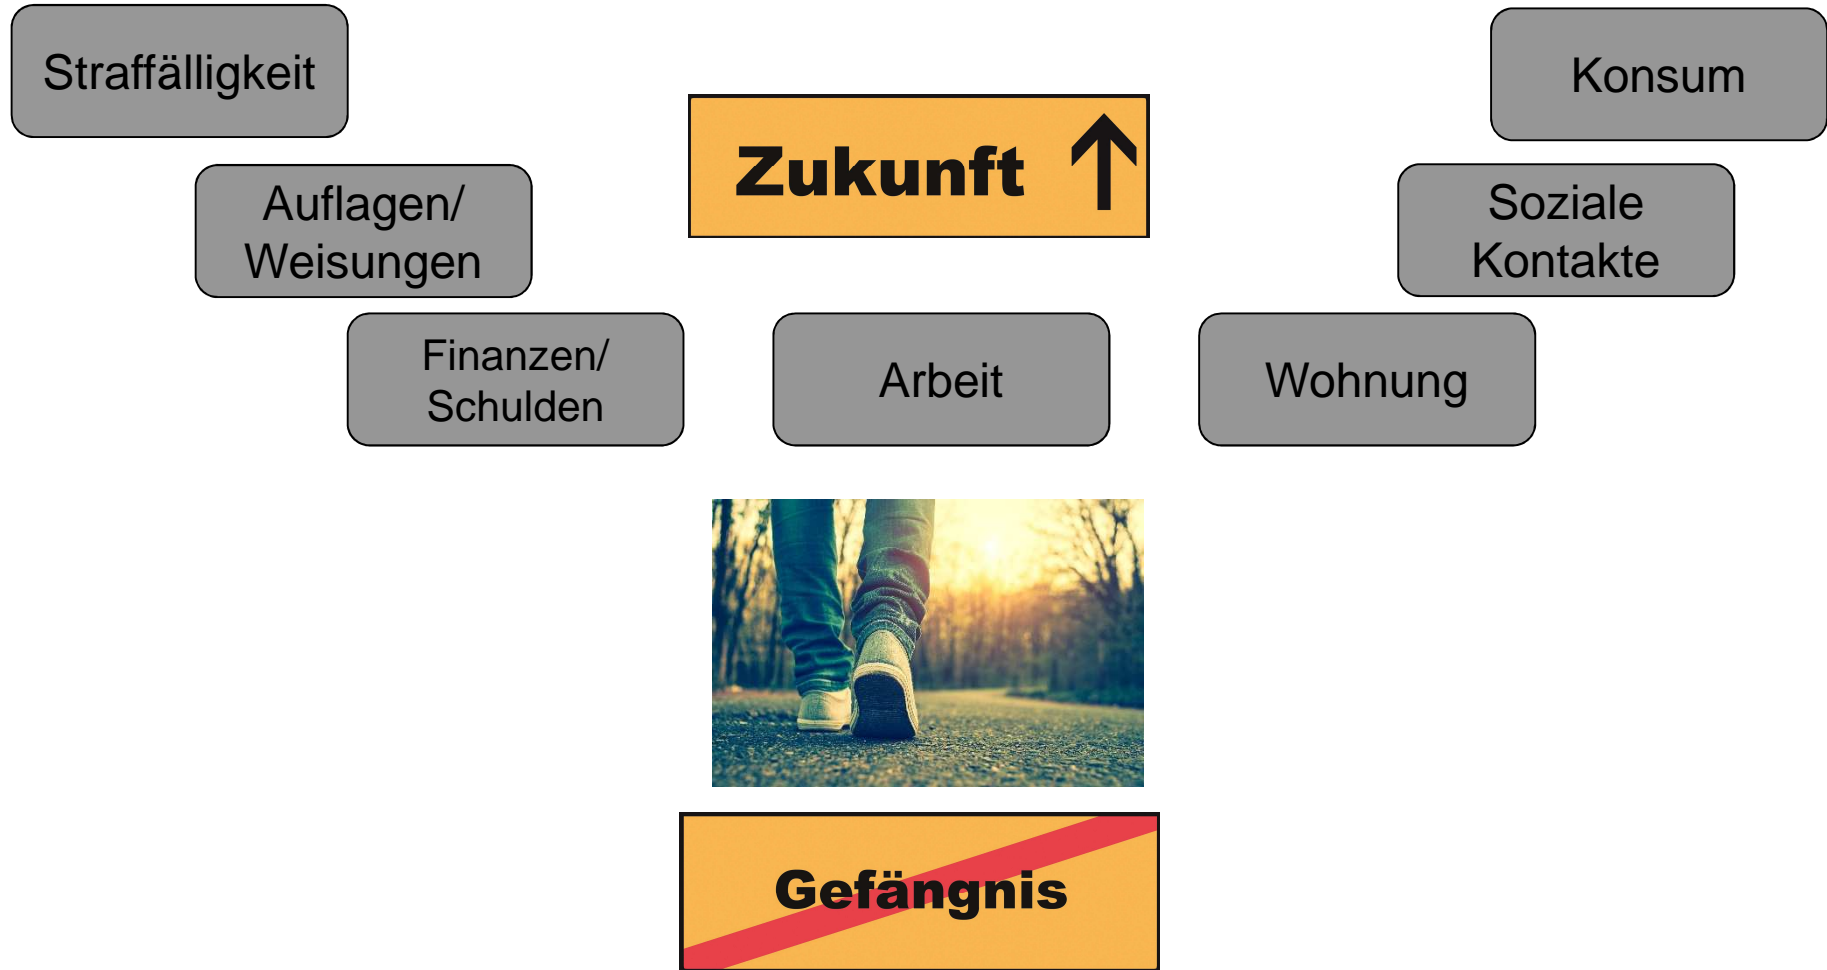 Straffälligkeit
Konsum
Zukunft
Auflagen/
Weisungen
Soziale
Kontakte
Finanzen/
Schulden
Arbeit
Wohnung
Gefängnis